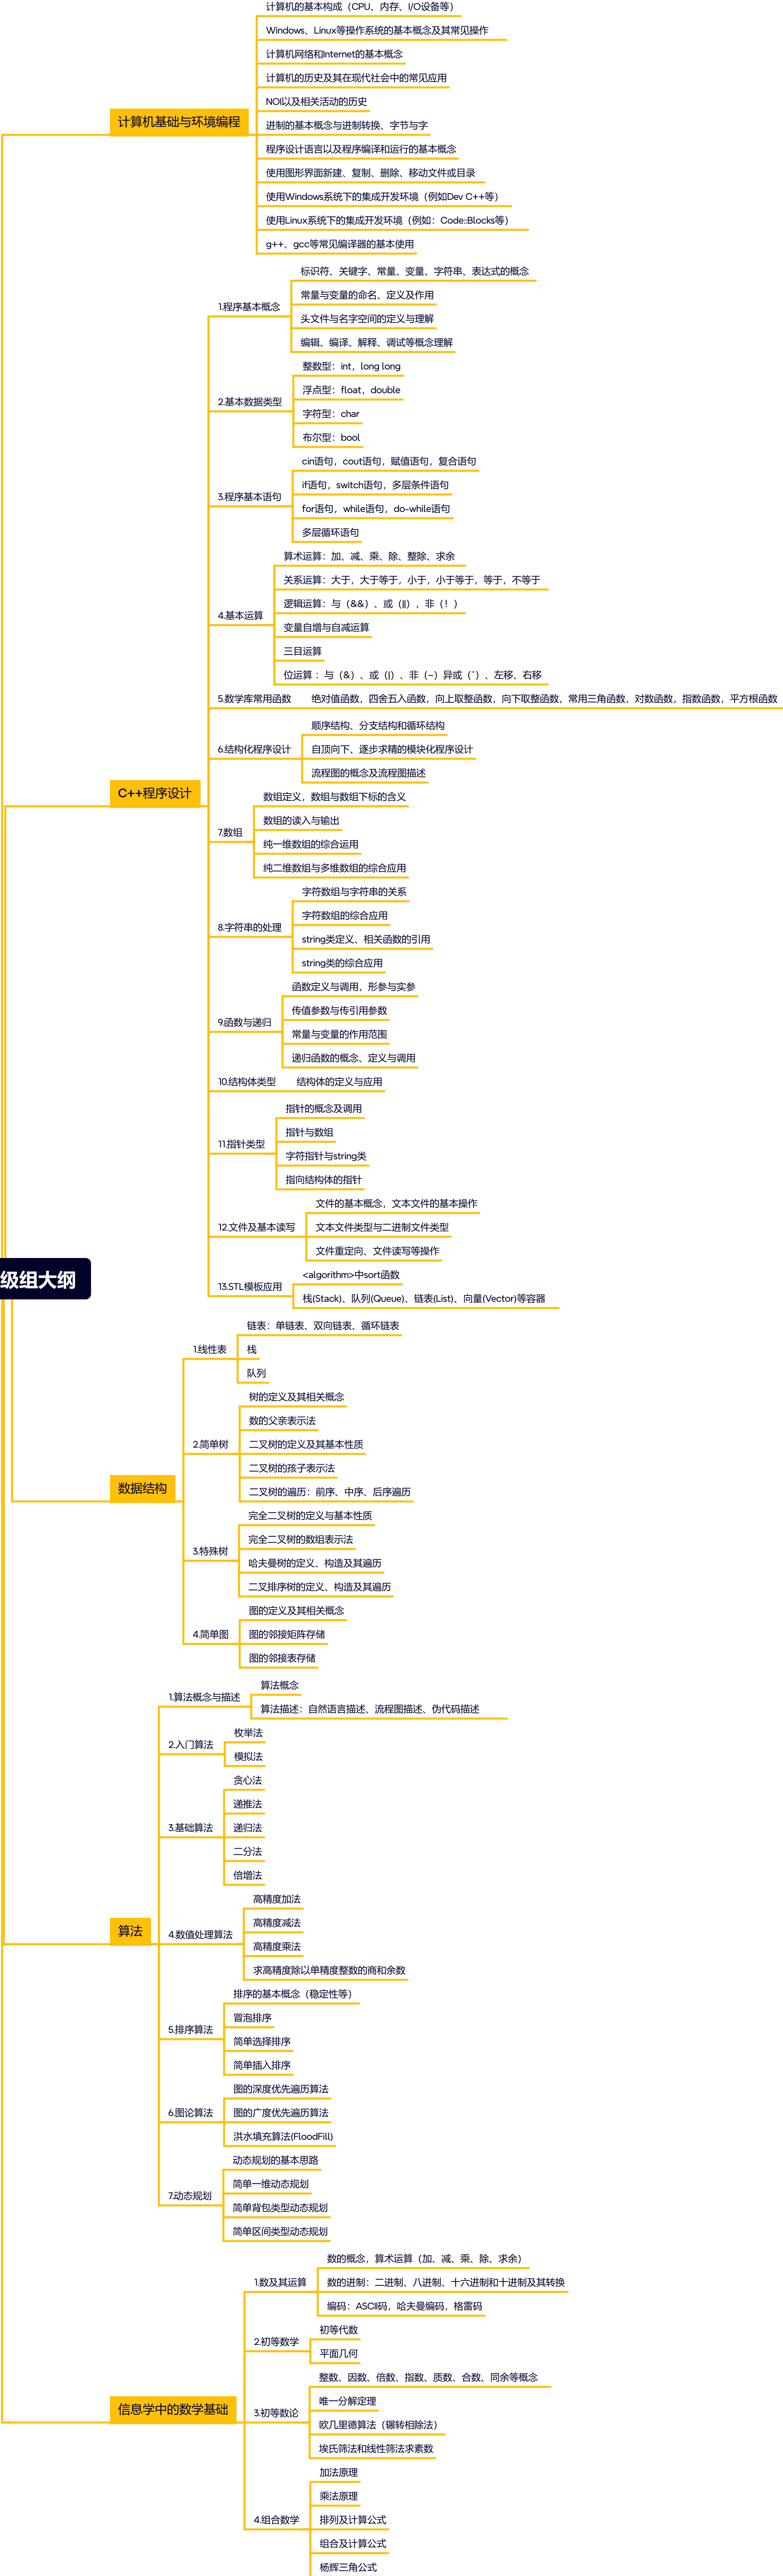 计算机的基本构成（CPU、内存、I/O设备等）
Windows、Linux等操作系统的基本概念及其常见操作
计算机网络和Internet的基本概念
计算机的历史及其在现代社会中的常见应用
NOI以及相关活动的历史
计算机基础与环境编程
进制的基本概念与进制转换、字节与字
程序设计语言以及程序编译和运行的基本概念
使用图形界面新建、复制、删除、移动文件或目录
使用Windows系统下的集成开发环境（例如Dev C++等）
使用Linux系统下的集成开发环境（例如：Code::Blocks等）
g++、gcc等常见编译器的基本使用
标识符、关键字、常量、变量、字符串、表达式的概念
常量与变量的命名、定义及作用
1.程序基本概念
头文件与名字空间的定义与理解
编辑、编译、解释、调试等概念理解
整数型：int，long long
浮点型：float，double
2.基本数据类型
字符型：char
布尔型：bool
cin语句，cout语句，赋值语句，复合语句
if语句，switch语句，多层条件语句
3.程序基本语句
for语句，while语句，do-while语句
多层循环语句
算术运算：加、减、乘、除、整除、求余
关系运算：大于，大于等于，小于，小于等于，等于，不等于
逻辑运算：与（&&）、或（||），非（！）
4.基本运算
变量自增与自减运算
三目运算
位运算 ：与（&）、或（|）、非（~）异或（^）、左移、右移
5.数学库常用函数 绝对值函数，四舍五入函数，向上取整函数，向下取整函数，常用三角函数，对数函数，指数函数，平方根函数
顺序结构、分支结构和循环结构
6.结构化程序设计
自顶向下、逐步求精的模块化程序设计
流程图的概念及流程图描述
C++程序设计
数组定义，数组与数组下标的含义
数组的读入与输出
7.数组
纯一维数组的综合运用
纯二维数组与多维数组的综合应用
字符数组与字符串的关系
字符数组的综合应用
8.字符串的处理
string类定义、相关函数的引用
string类的综合应用
函数定义与调用，形参与实参
传值参数与传引用参数
9.函数与递归
常量与变量的作用范围
递归函数的概念、定义与调用
10.结构体类型 结构体的定义与应用
指针的概念及调用
指针与数组
11.指针类型
字符指针与string类
指向结构体的指针
文件的基本概念，文本文件的基本操作
12.文件及基本读写
文本文件类型与二进制文件类型
文件重定向、文件读写等操作
级组大纲
<algorithm>中sort函数
13.STL模板应用
栈(Stack)、队列(Queue)、链表(List)、向量(Vector)等容器
链表：单链表、双向链表、循环链表
1.线性表
栈
队列
树的定义及其相关概念
数的父亲表示法
2.简单树
二叉树的定义及其基本性质
二叉树的孩子表示法
数据结构
二叉树的遍历：前序、中序、后序遍历
完全二叉树的定义与基本性质
完全二叉树的数组表示法
3.特殊树
哈夫曼树的定义、构造及其遍历
二叉排序树的定义、构造及其遍历
图的定义及其相关概念
4.简单图
图的邻接矩阵存储
图的邻接表存储
算法概念
1.算法概念与描述
算法描述：自然语言描述、流程图描述、伪代码描述
枚举法
2.入门算法
模拟法
贪心法
递推法
3.基础算法
递归法
二分法
倍增法
高精度加法
高精度减法
算法
4.数值处理算法
高精度乘法
求高精度除以单精度整数的商和余数
排序的基本概念（稳定性等）
冒泡排序
5.排序算法
简单选择排序
简单插入排序
图的深度优先遍历算法
6.图论算法
图的广度优先遍历算法
洪水填充算法(FloodFill)
动态规划的基本思路
简单一维动态规划
7.动态规划
简单背包类型动态规划
简单区间类型动态规划
数的概念，算术运算（加、减、乘、除、求余）
1.数及其运算
数的进制：二进制、八进制、十六进制和十进制及其转换
编码：ASCII码，哈夫曼编码，格雷码
初等代数
2.初等数学
平面几何
整数、因数、倍数、指数、质数、合数、同余等概念
唯一分解定理
信息学中的数学基础
3.初等数论
欧几里德算法（辗转相除法）
埃氏筛法和线性筛法求素数
加法原理
乘法原理
4.组合数学
排列及计算公式
组合及计算公式
杨辉三角公式